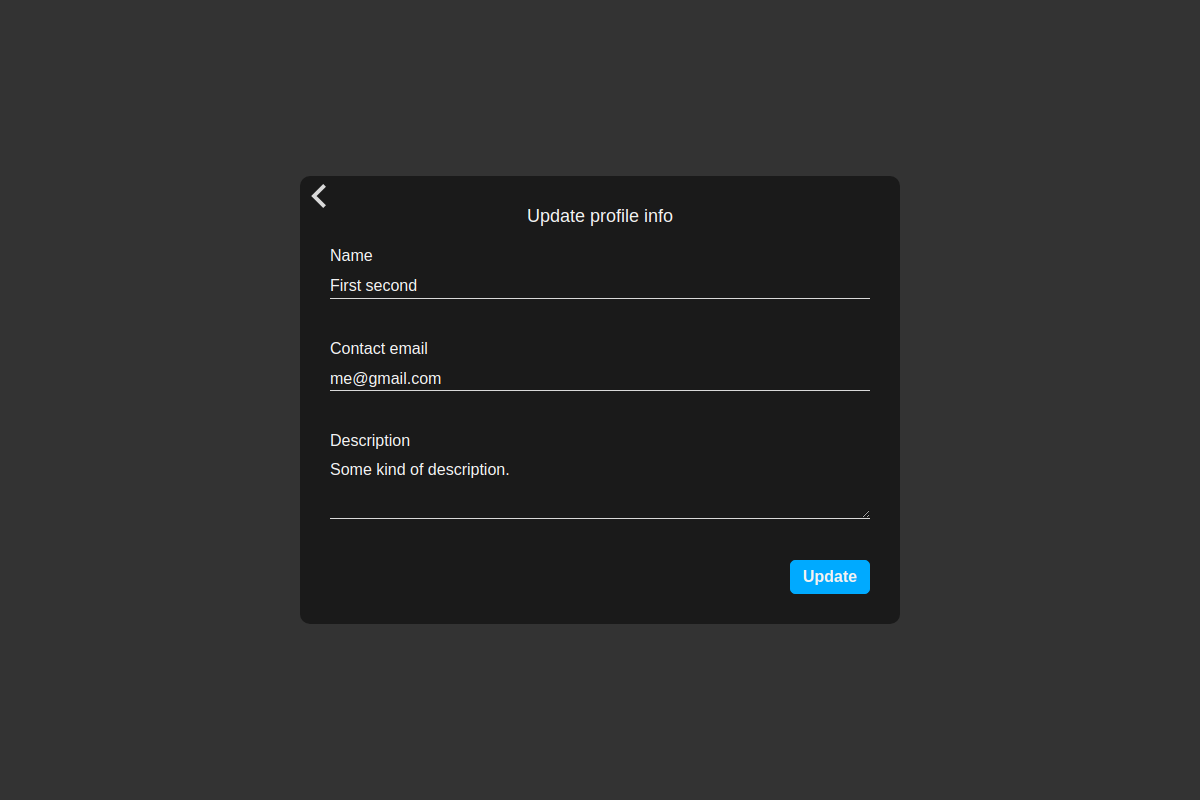 Update profile info
Name
First second
Contact email
me@gmail.com
Description
Some kind of description.
Update